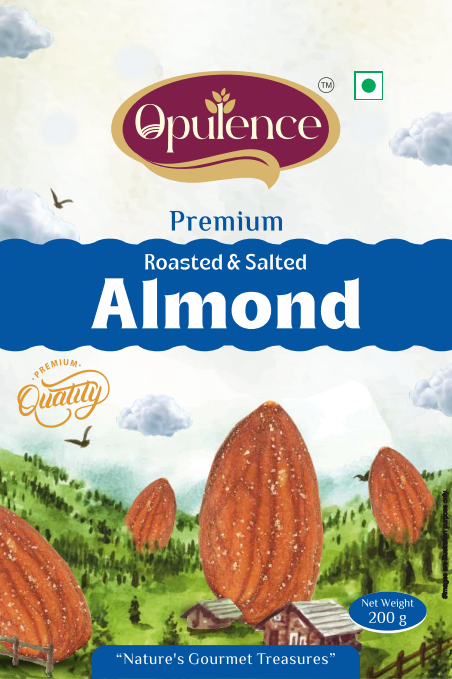 Opulence
TM
Premium
Roasted & Salted
Almond
PREMIUM
Quality
Net Weight
200 g
"Nature's Gourmet Treasures"